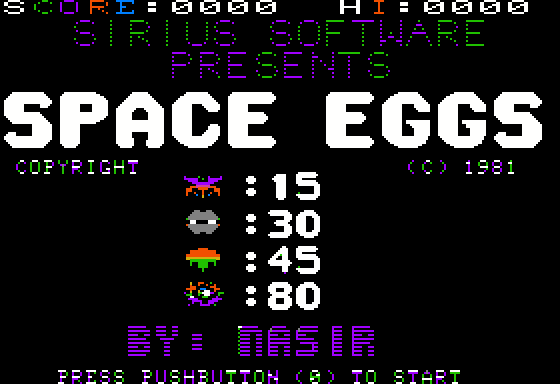 SCORE:0000 HI:0000
SIRIUS SOFTWARE
PRESENTS
SPACE EGGS
COPYRIGHT (C) 1981
:15
:30
:45
:80
BY: NASIR
PRESS PUSHBUTTON (0) TO START